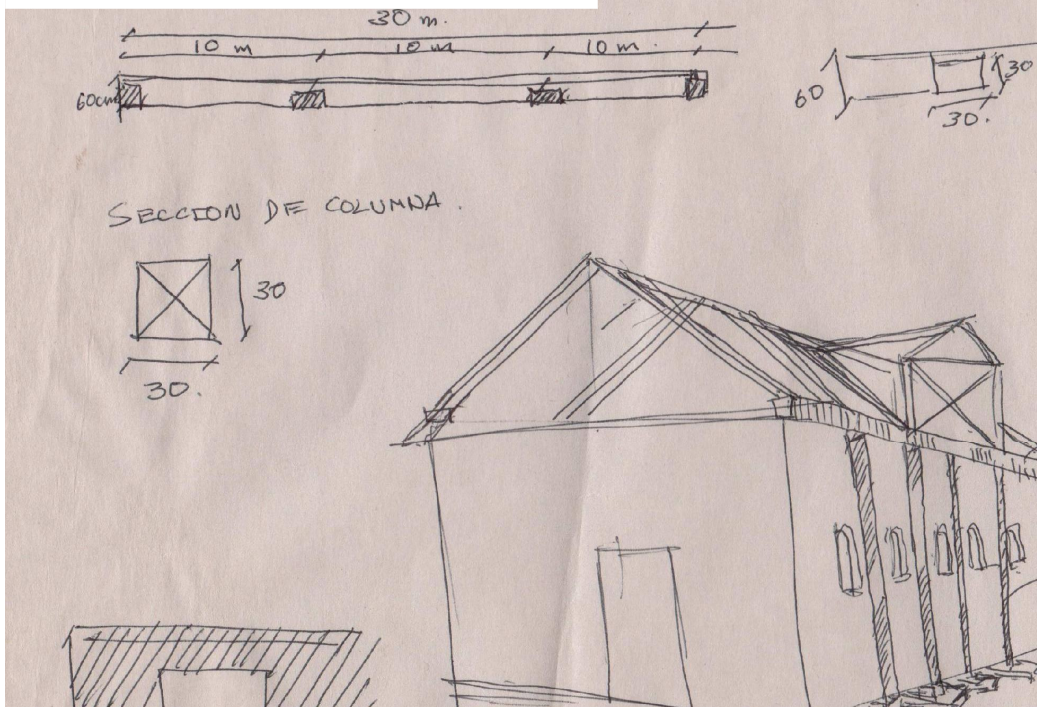 30 m.
10 m 10 m 10 m.
60cm
60 30
30.
SECCION DE COLUMNA.
30
30.